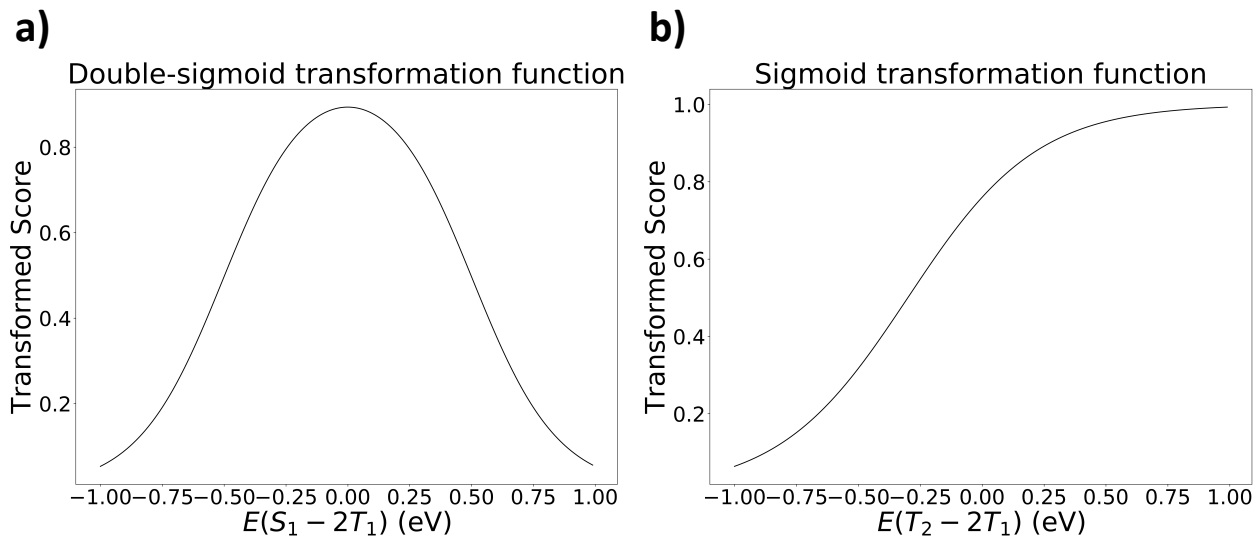 a)
Double-sigmoid transformation function
Transformed Score
0.8
0.6
0.4
0.2
−1.00−0.75−0.50−0.25 0.00 0.25 0.50 0.75 1.00
E(S₁ − 2T₁) (eV)
b)
Sigmoid transformation function
Transformed Score
1.0
0.8
0.6
0.4
0.2
−1.00−0.75−0.50−0.25 0.00 0.25 0.50 0.75 1.00
E(T₂ − 2T₁) (eV)